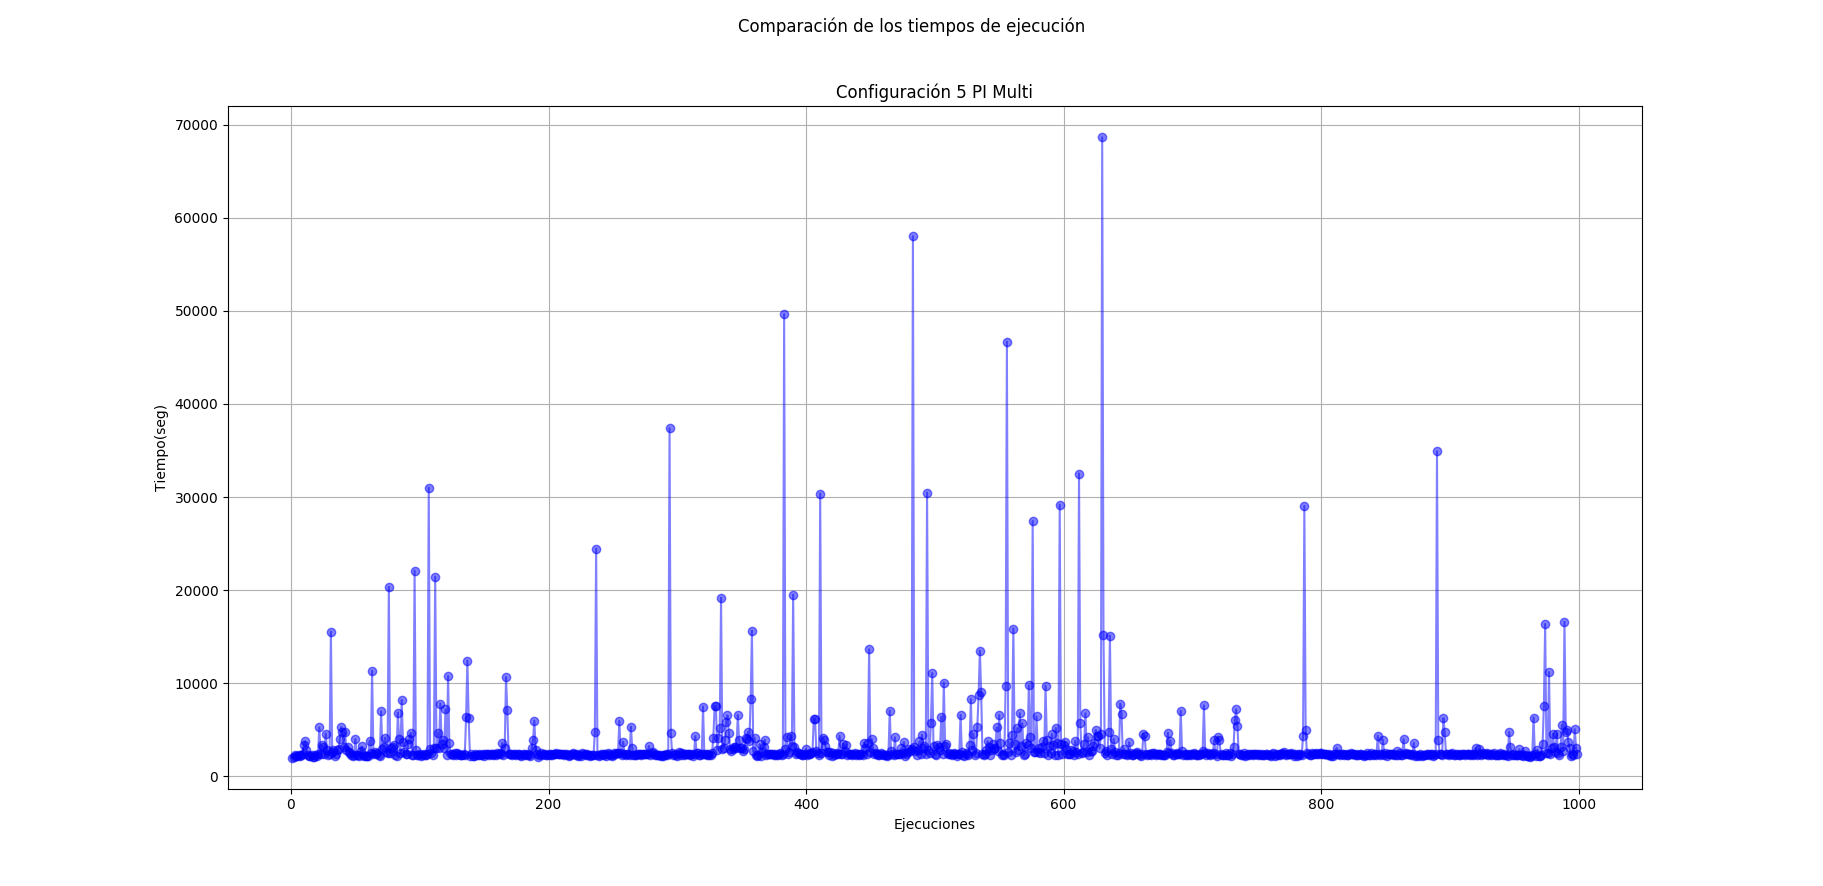 Comparación de los tiempos de ejecución
Configuración 5 PI Multi
70000
60000
50000
40000
30000
20000
10000
0
Tiempo(seg)
0 200 400 600 800 1000
Ejecuciones